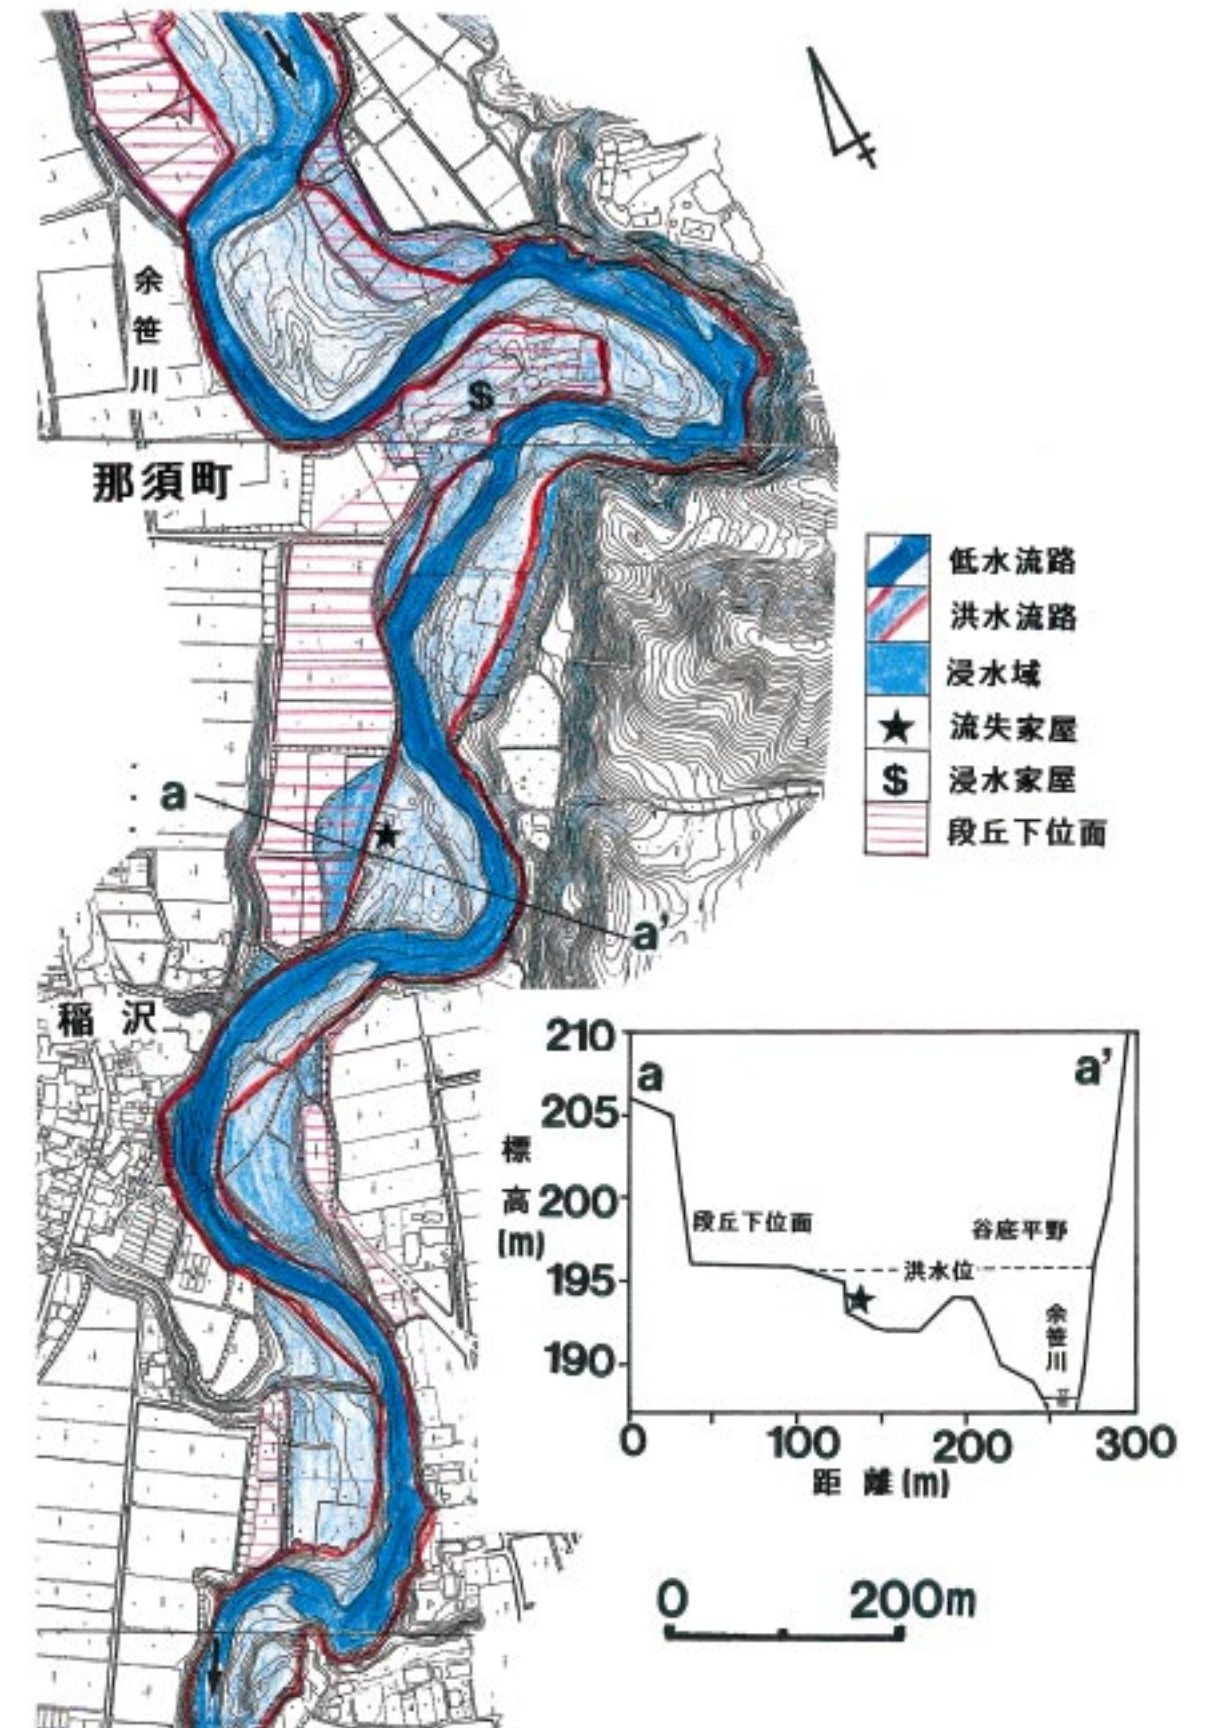 余笹川
那須町
低水流路
洪水流路
浸水域
★ 流失家屋
$ 浸水家屋
段丘下位面
$
a
★
a'
稲沢
210
205
200
195
190
標高(m)
a
a'
段丘下位面
谷底平野
洪水位
★
余笹川
0 100 200 300
距離(m)
0 200m